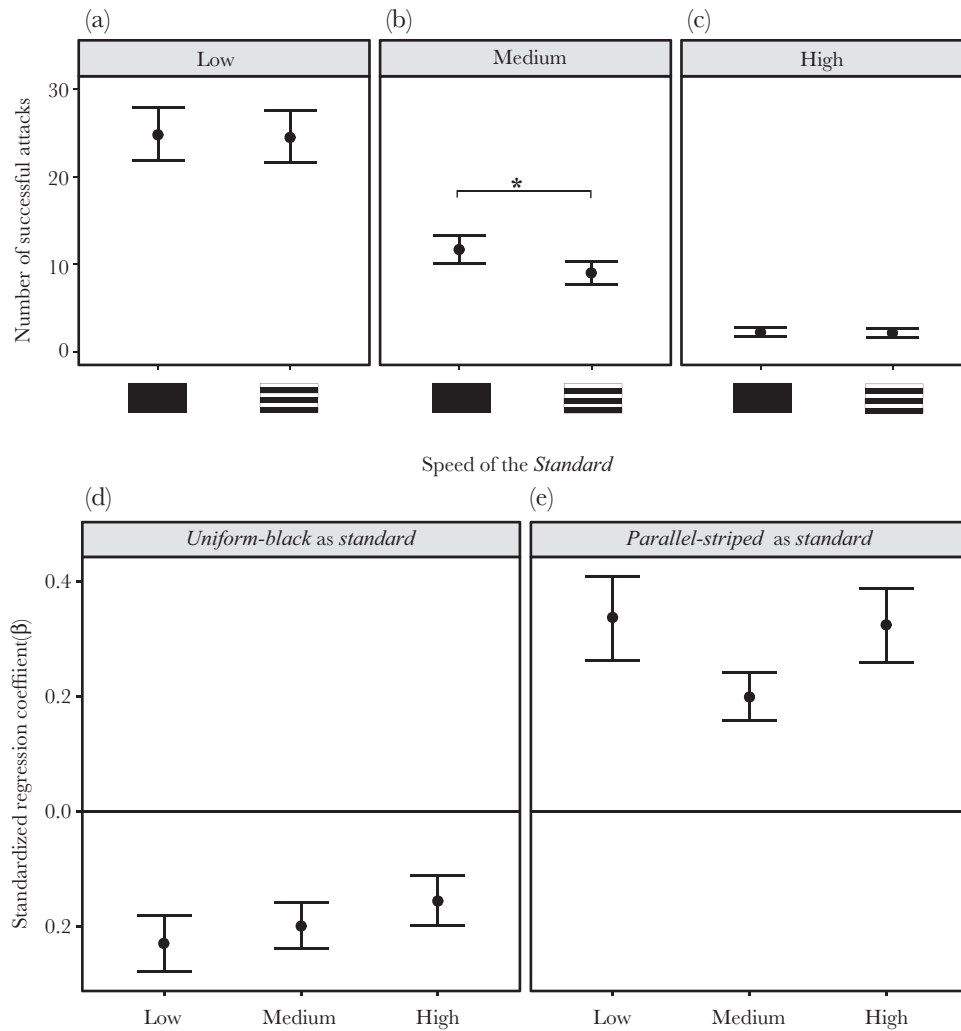 (a) (b) (c)
Low Medium High
Number of successful attacks
30
20
10
0
*
Speed of the Standard
(d) (e)
Uniform-black as standard Parallel-striped as standard
Standardized regression coeffiient(β)
0.4
0.2
0.0
0.2
Low Medium High Low Medium High